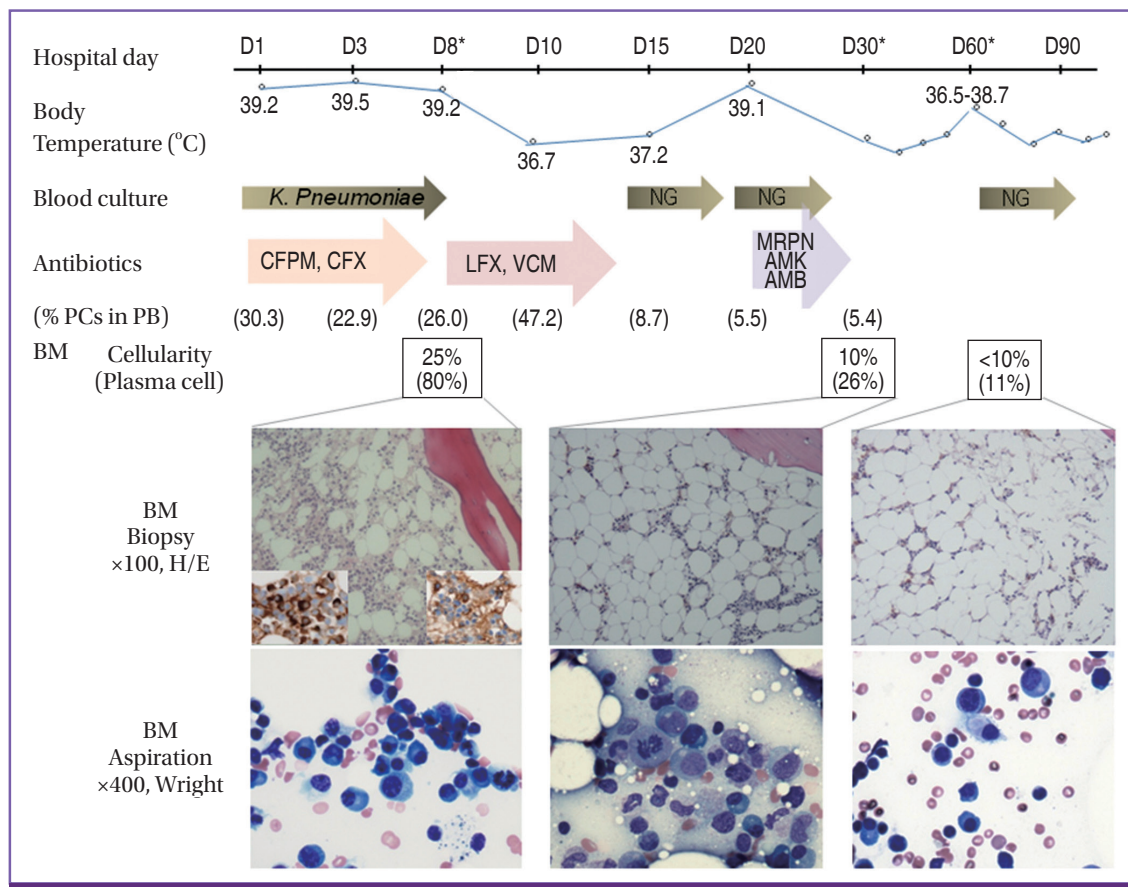 Hospital day D1 D3 D8* D10 D15 D20 D30* D60* D90
Body
Temperature (°C)
39.2 39.5 39.2 36.7 37.2 39.1 36.5-38.7
Blood culture K. Pneumoniae NG NG NG
Antibiotics CFPM, CFX LFX, VCM MRPN
AMK
AMB
(% PCs in PB) (30.3) (22.9) (26.0) (47.2) (8.7) (5.5) (5.4)
BM Cellularity 25% 10% <10%
(Plasma cell) (80%) (26%) (11%)
BM
Biopsy
×100, H/E
BM
Aspiration
×400, Wright